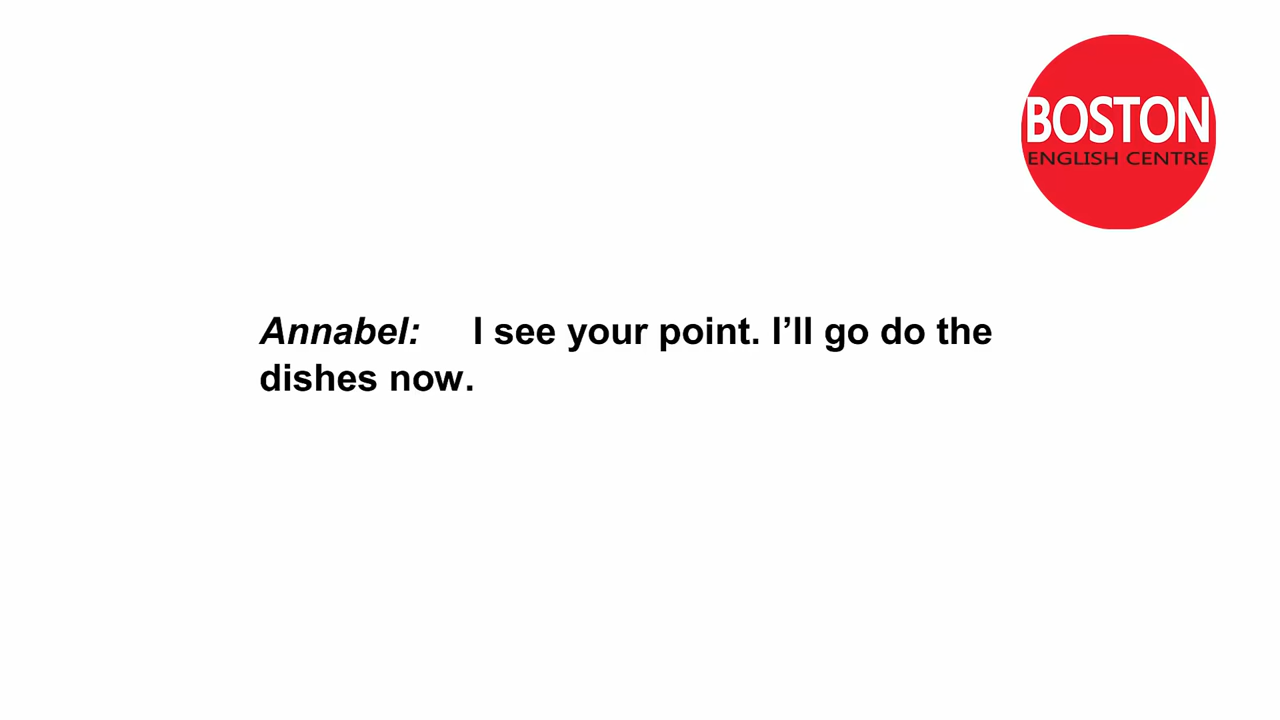 BOSTON
ENGLISH CENTRE
Annabel: I see your point. I’ll go do the
dishes now.